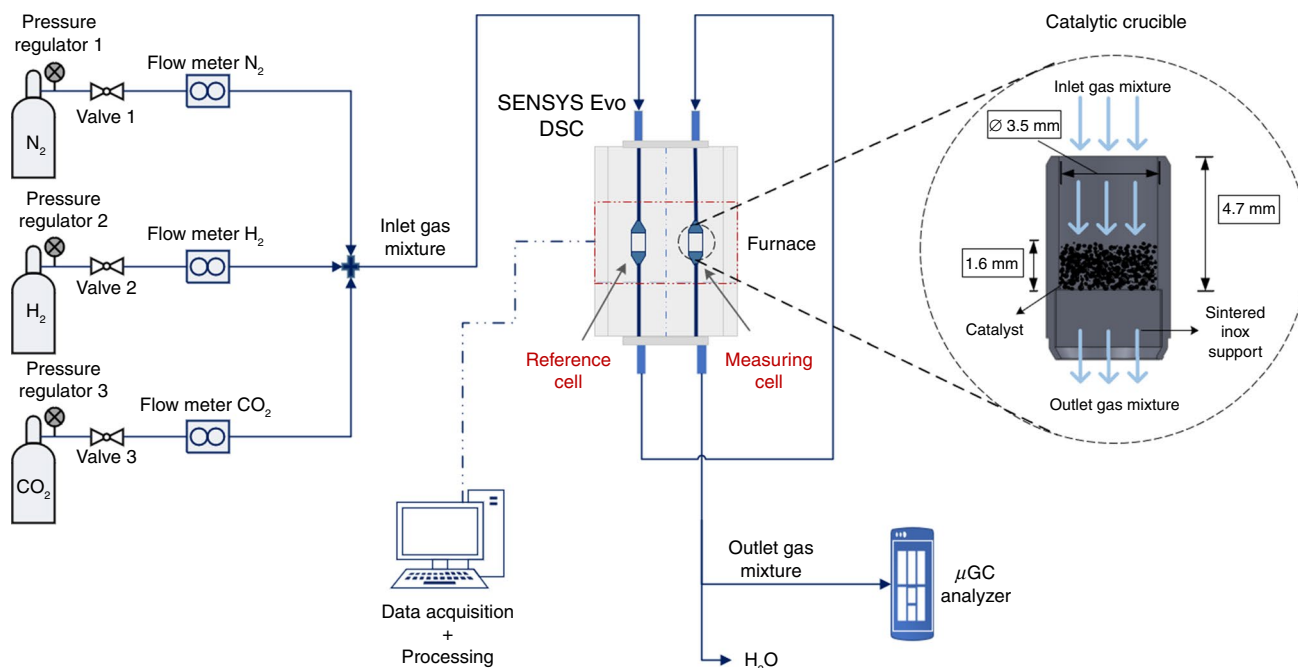 Pressure
regulator 1
Flow meter N₂
Valve 1
N₂
Pressure
regulator 2
Flow meter H₂
Valve 2
H₂
Pressure
regulator 3
Flow meter CO₂
Valve 3
CO₂
Inlet gas
mixture
SENSYS Evo
DSC
Furnace
Reference
cell
Measuring
cell
Data acquisition
+
Processing
Outlet gas
mixture
μGC
analyzer
H₂O
Catalytic crucible
Inlet gas mixture
∅ 3.5 mm
4.7 mm
1.6 mm
Catalyst
Sintered
inox
support
Outlet gas mixture